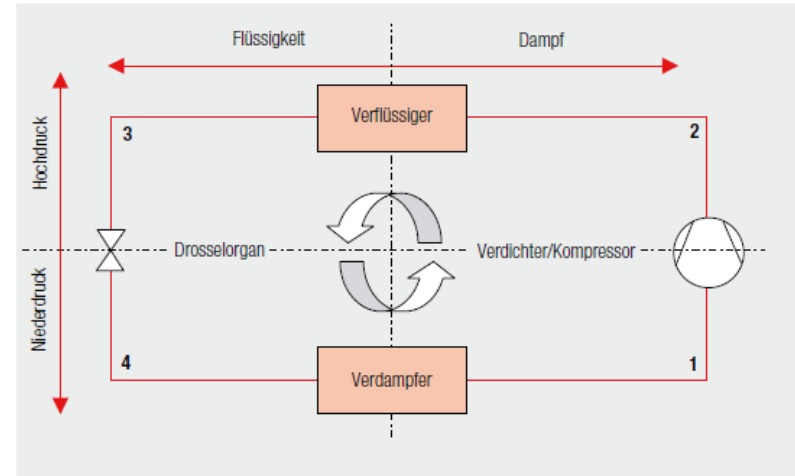 Flüssigkeit
Dampf
Hochdruck
Verflüssiger
3
2
Drosselorgan
Verdichter/Kompressor
Niederdruck
4
Verdampfer
1